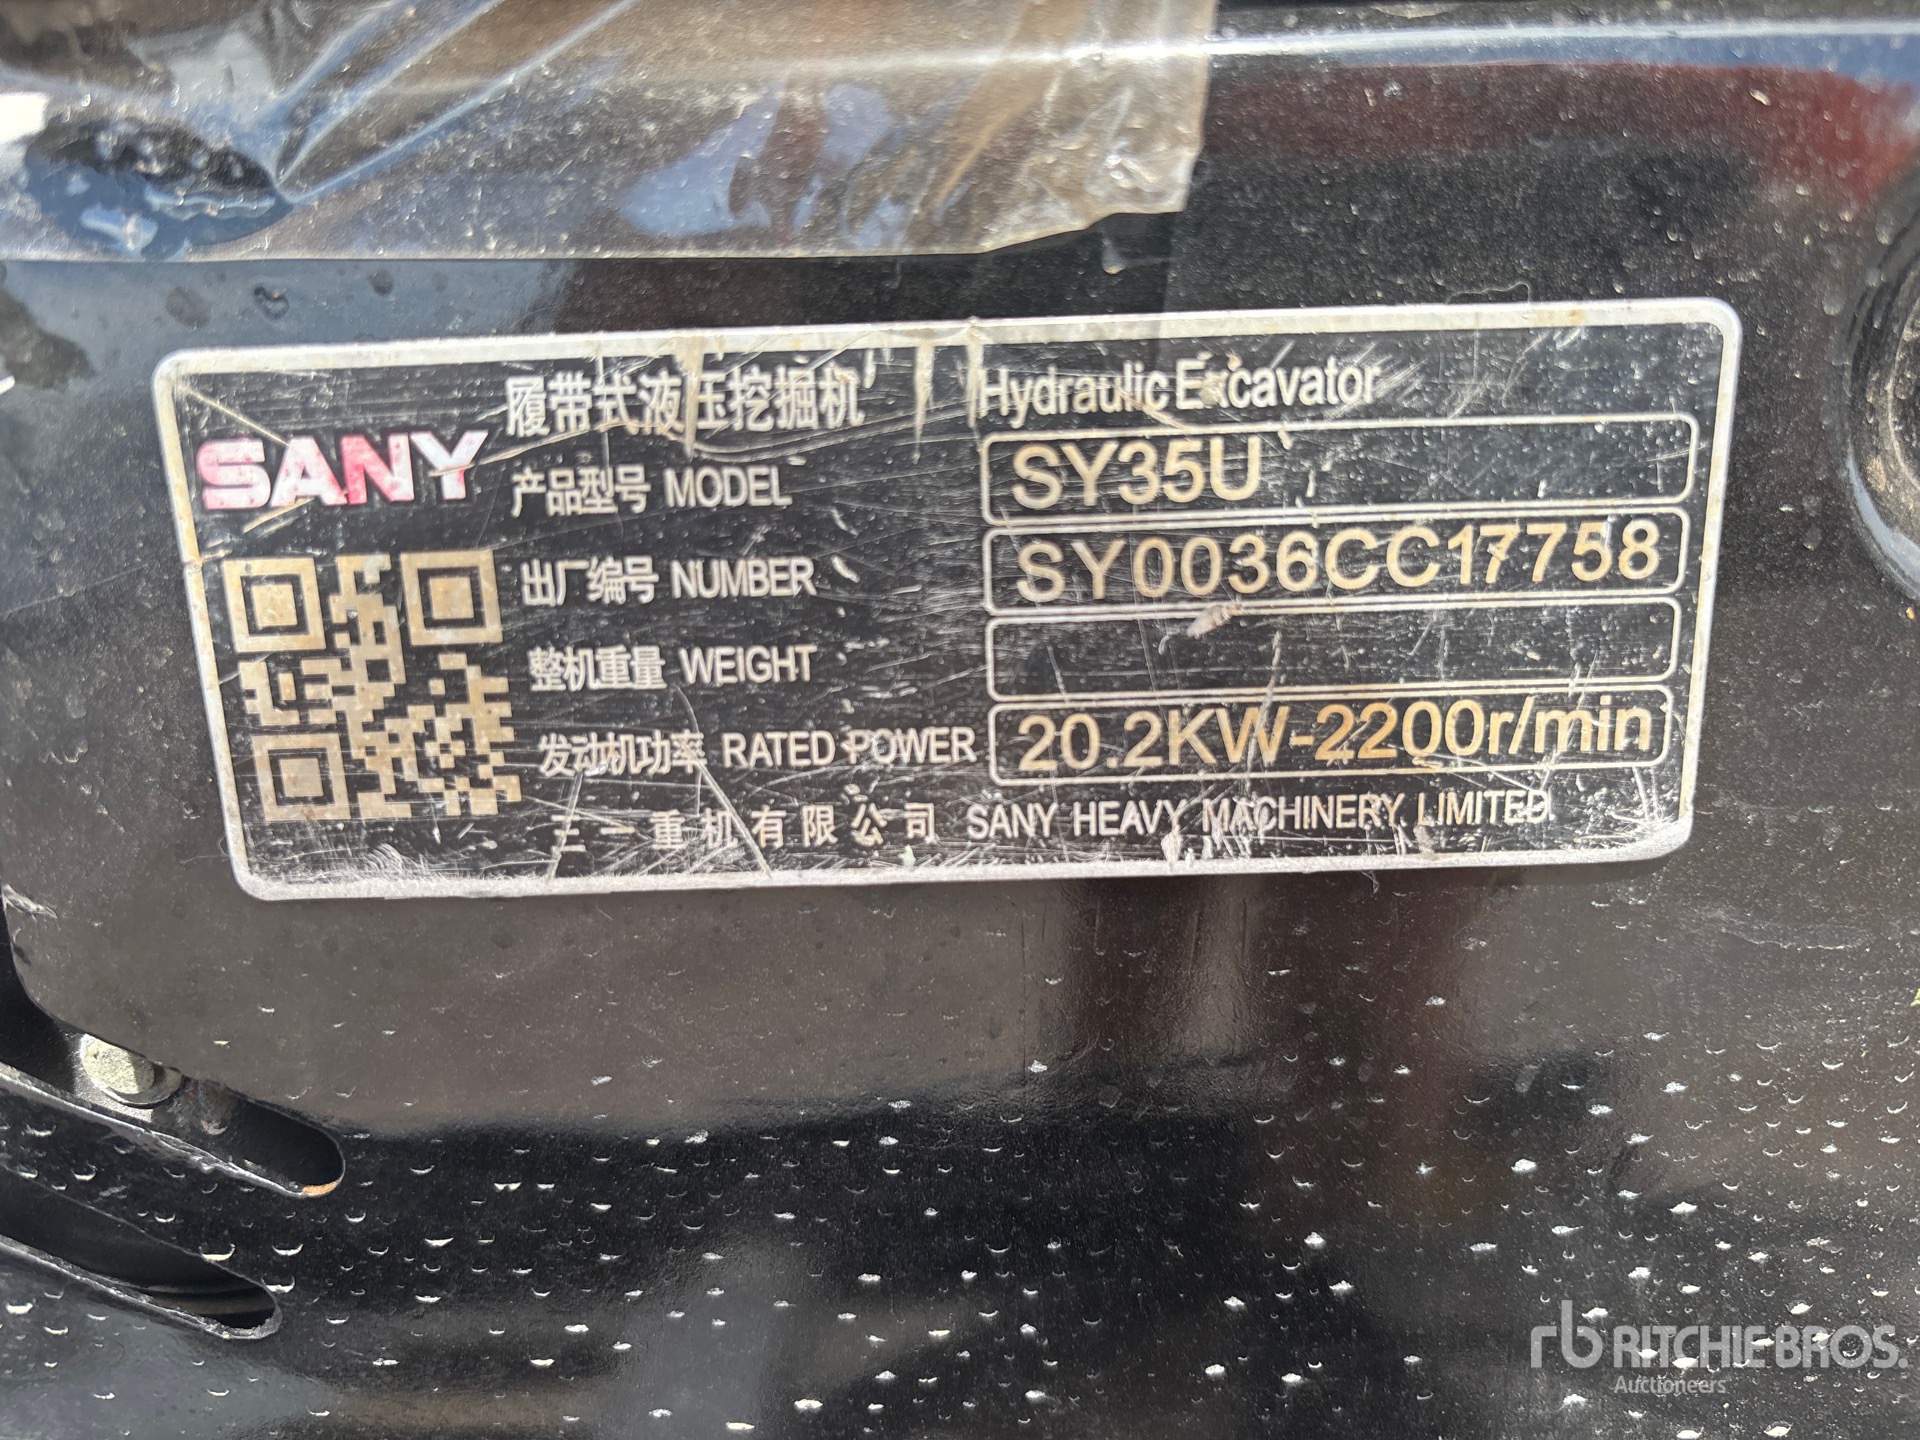 履带式液压挖掘机 Hydraulic Excavator
SANY
产品型号 MODEL SY35U
出厂编号 NUMBER SY0036CC17758
整机重量 WEIGHT
发动机功率 RATED POWER 20.2KW-2200r/min
三一重机有限公司 SANY HEAVY MACHINERY LIMITED
rb RITCHIE BROS.
Auctioneers